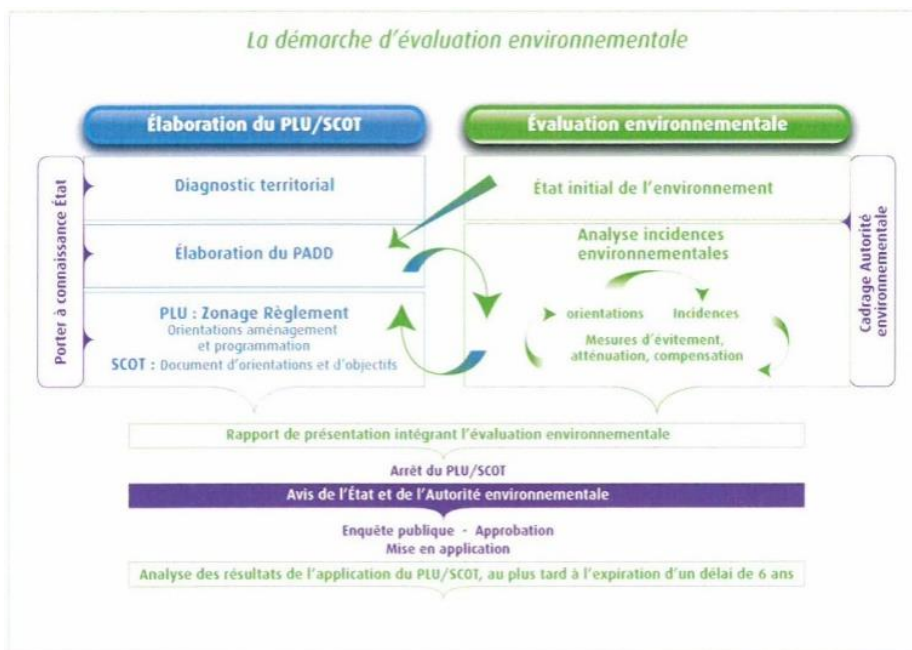 La démarche d'évaluation environnementale
Élaboration du PLU/SCOT
Évaluation environnementale
Porter à connaissance État
Diagnostic territorial
Élaboration du PADD
PLU : Zonage Règlement
Orientations aménagement
et programmation
SCOT : Document d'orientations et d'objectifs
État initial de l'environnement
Analyse incidences
environnementales
orientations
Incidences
Mesures d'évitement,
atténuation, compensation
Cadrage Autorité
environnementale
Rapport de présentation intégrant l'évaluation environnementale
Arrêt du PLU/SCOT
Avis de l'État et de l'Autorité environnementale
Enquête publique - Approbation
Mise en application
Analyse des résultats de l'application du PLU/SCOT, au plus tard à l'expiration d'un délai de 6 ans